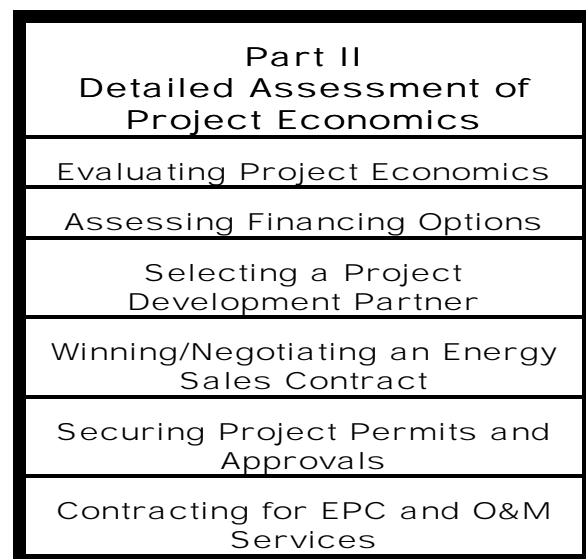 Part II
Detailed Assessment of
Project Economics
Evaluating Project Economics
Assessing Financing Options
Selecting a Project
Development Partner
Winning/Negotiating an Energy
Sales Contract
Securing Project Permits and
Approvals
Contracting for EPC and O&M
Services